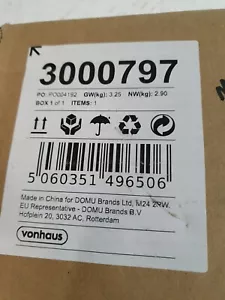 3000797
PO: PO004152 GW(kg): 3.25 NW(kg): 2.90
BOX 1 of 1 ITEMS: 1
5 060351 496506
Made in China for DOMU Brands Ltd, M24 2RW,
EU Representative - DOMU Brands B.V
Hofplein 20, 3032 AC, Rotterdam
vonhaus